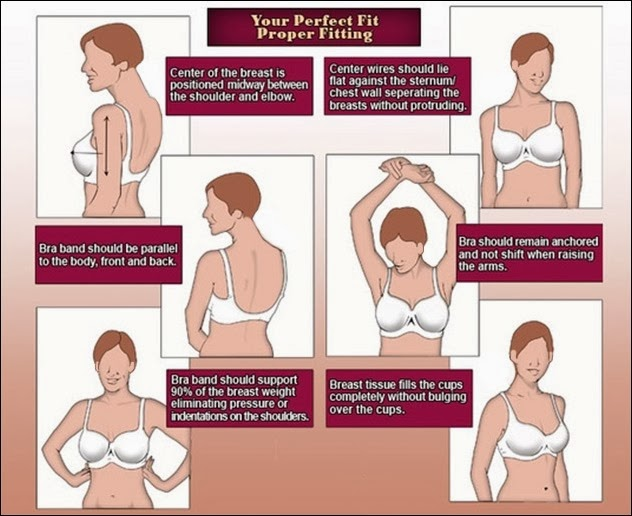 Your Perfect Fit
Proper Fitting
Center of the breast is
positioned midway between
the shoulder and elbow.
Center wires should lie
flat against the sternum/
chest wall seperating the
breasts without protruding.
Bra band should be parallel
to the body, front and back.
Bra should remain anchored
and not shift when raising
the arms.
Bra band should support
90% of the breast weight
eliminating pressure or
indentations on the shoulders.
Breast tissue fills the cups
completely without bulging
over the cups.